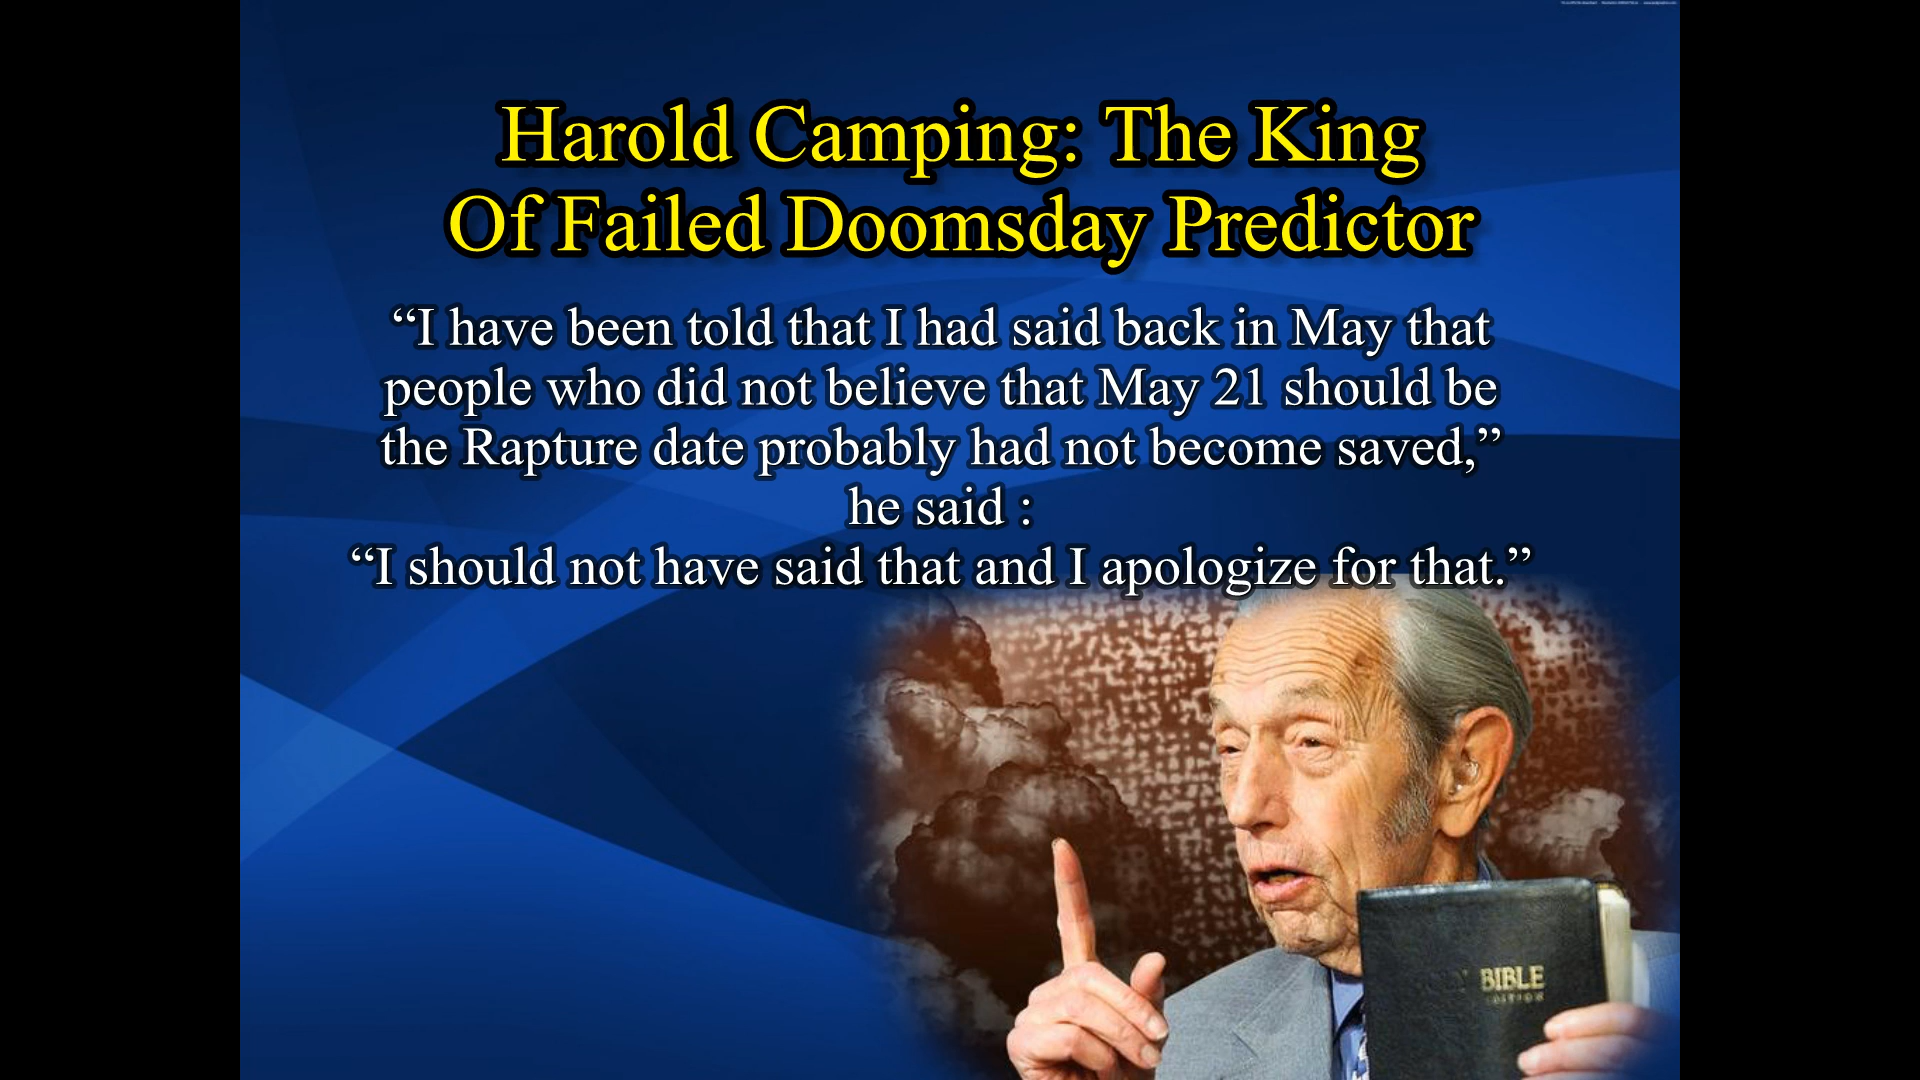 Harold Camping: The King
Of Failed Doomsday Predictor
“I have been told that I had said back in May that
people who did not believe that May 21 should be
the Rapture date probably had not become saved,”
he said :
“I should not have said that and I apologize for that.”
BIBLE
EDITION